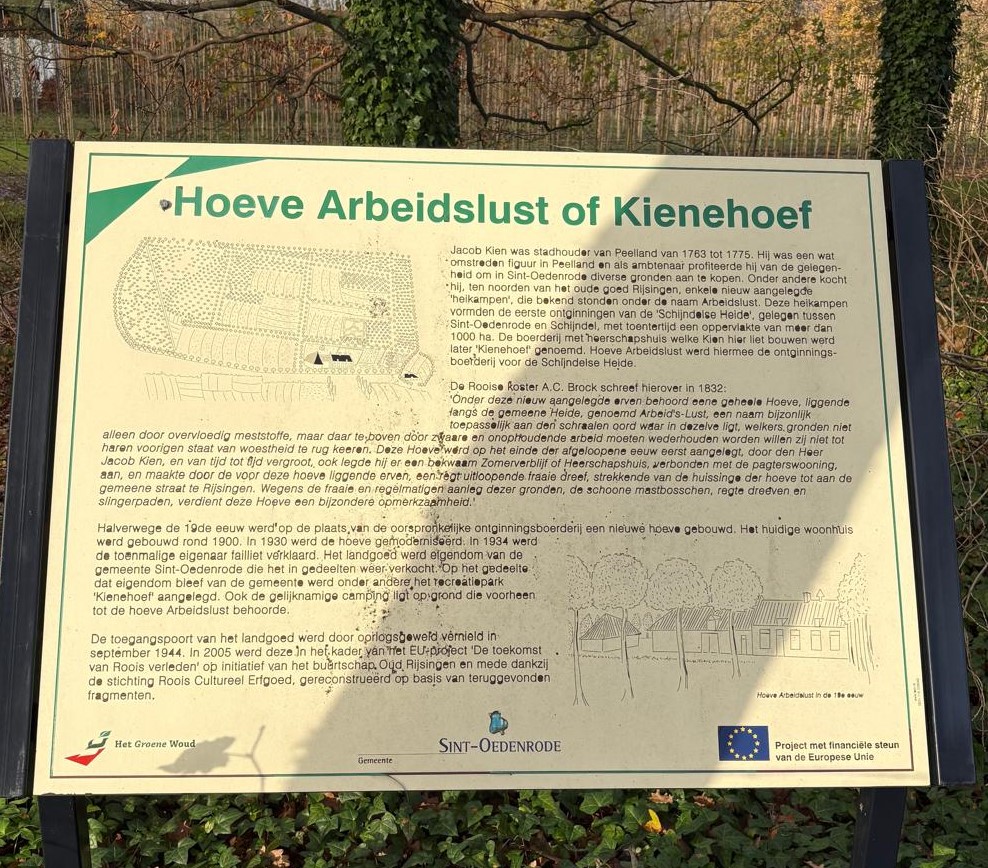 Hoeve Arbeidslust of Kienehoef
Jacob Kien was stadhouder van Peelland van 1763 tot 1775. Hij was een wat
omstreden figuur in Peelland en als ambtenaar profiteerde hij van de gelegen-
heid om in Sint-Oedenrode diverse gronden aan te kopen. Onder andere kocht
hij, ten noorden van het oude goed Rijsingen, enkele nieuw aangelegde
'heikampen', die bekend stonden onder de naam Arbeidslust. Deze heikampen
vormden de eerste ontginningen van de 'Schijndelse Heide', gelegen tussen
Sint-Oedenrode en Schijndel, met toentertijd een oppervlakte van meer dan
1000 ha. De boerderij met heerschapshuis welke Kien hier liet bouwen werd
later 'Kienehoef' genoemd. Hoeve Arbeidslust werd hiermee de ontginnings-
boerderij voor de Schijndelse Heide.
De Rooise koster A.C. Brock schreef hierover in 1832:
'Onder deze nieuw aangelegde erven behoord eene geheele Hoeve, liggende
langs de gemeene Heide, genoemd Arbeid's-Lust, een naam bijzonlijk
toepasselijk aan den schraalen oord waar in dezelve ligt, welkers gronden niet
alleen door overvloedig meststoffe, maar daar te boven door zwaare en onophoudende arbeid moeten wederhouden worden willen zij niet tot
haren voorigen staat van woestheid te rug keeren. Deze Hoeve werd op het einde der afgeloopene eeuw eerst aangelegt, door den Heer
Jacob Kien, en van tijd tot tijd vergroot, ook legde hij er een bekwaam Zomerverblijf of Heerschapshuis, verbonden met de pagterswooning,
aan, en maakte door de voor deze hoeve liggende erven, een regt uitloopende fraaie dreef, strekkende van de huissinge der hoeve tot aan de
gemeene straat te Rijsingen. Wegens de fraaie en regelmatigen aanleg dezer gronden, de schoone mastbosschen, regte dreeven en
slingerpaden, verdient deze Hoeve een bijzondere opmerkzaamheid.'
Halverwege de 19de eeuw werd op de plaats van de oorspronkelijke ontginningsboerderij een nieuwe hoeve gebouwd. Het huidige woonhuis
werd gebouwd rond 1900. In 1930 werd de hoeve gemoderniseerd. In 1934 werd
de toenmalige eigenaar failliet verklaard. Het landgoed werd eigendom van de
gemeente Sint-Oedenrode die het in gedeelten weer verkocht. Op het gedeelte
dat eigendom bleef van de gemeente werd onder andere het recreatiepark
'Kienehoef' aangelegd. Ook de gelijknamige camping ligt op grond die voorheen
tot de hoeve Arbeidslust behoorde.
De toegangspoort van het landgoed werd door oorlogsgeweld vernield in
september 1944. In 2005 werd deze in het kader van het EU-project 'De toekomst
van Roois verleden' op initiatief van het buurtschap Oud Rijsingen en mede dankzij
de stichting Roois Cultureel Erfgoed, gereconstrueerd op basis van teruggevonden
fragmenten.
Hoeve Arbeidslust in de 19e eeuw
Het Groene Woud
Gemeente
SINT-OEDENRODE
Project met financiële steun
van de Europese Unie